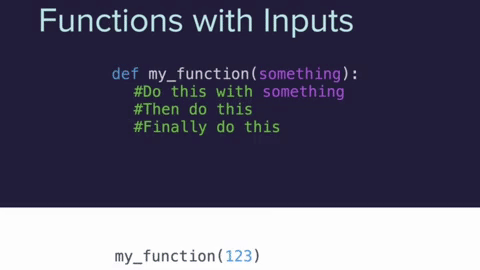 Functions with Inputs
def my_function(something):
#Do this with something
#Then do this
#Finally do this
my_function(123)